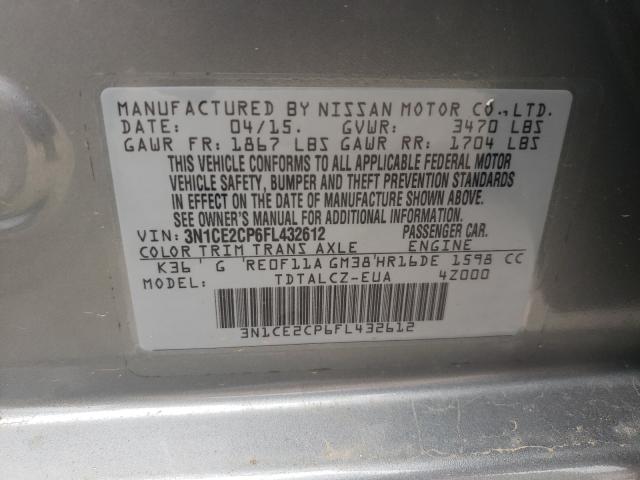 MANUFACTURED BY NISSAN MOTOR CO.,LTD.
DATE: 04/15. GVWR: 3470 LBS
GAWR FR: 1867 LBS GAWR RR: 1704 LBS
THIS VEHICLE CONFORMS TO ALL APPLICABLE FEDERAL MOTOR
VEHICLE SAFETY, BUMPER AND THEFT PREVENTION STANDARDS
IN EFFECT ON THE DATE OF MANUFACTURE SHOWN ABOVE.
SEE OWNER'S MANUAL FOR ADDITIONAL INFORMATION.
VIN: 3N1CE2CP6FL432612 PASSENGER CAR.
COLOR TRIM TRANS AXLE ENGINE
K36 G RE0F11A GM38 HR16DE 1598 CC
MODEL: TDTALCZ-EUA 4Z000
3N1CE2CP6FL432612